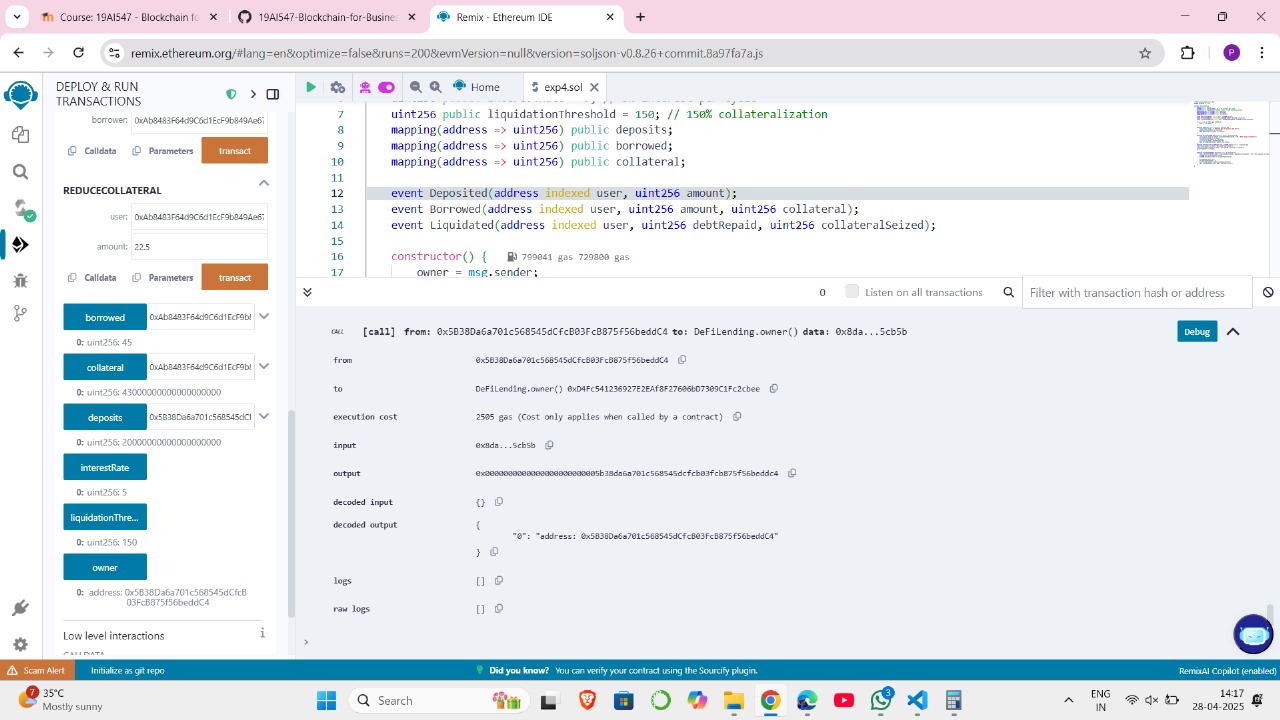 Course: 19AI547-Blockchain fo
19AI547-Blockchain-for-Busines
Remix - Ethereum IDE
remix.ethereum.org/#lang=en&optimize=false&runs=200&evmVersion=null&version=soljson-v0.8.26+commit.8a97fa7a.js
P
DEPLOY & RUN
TRANSACTIONS
borrower:
0xAb8483F64d9C6d1EcF9b849Ae67
Calldata
Parameters
transact
REDUCECOLLATERAL
user:
0xAb8483F64d9C6d1EcF9b849Ae67
amount:
22.5
Calldata
Parameters
transact
borrowed
0xAb8483F64d9C6d1EcF9b8
0: uint256: 45
collateral
0xAb8483F64d9C6d1EcF9b8
0: uint256: 43000000000000000000
deposits
0x5B38Da6a701c568545dCf
0: uint256: 20000000000000000000
interestRate
0: uint256: 5
liquidationThre...
0: uint256: 150
owner
0: address: 0x5B38Da6a701c568545dCfcB
03FcB875f56beddC4
Low level interactions
i
CALLDATA
Home
exp4.sol
7 uint256 public liquidationThreshold = 150; // 150% collateralization
8 mapping(address => uint256) public deposits;
9 mapping(address => uint256) public borrowed;
10 mapping(address => uint256) public collateral;
11
12 event Deposited(address indexed user, uint256 amount);
13 event Borrowed(address indexed user, uint256 amount, uint256 collateral);
14 event Liquidated(address indexed user, uint256 debtRepaid, uint256 collateralSeized);
15
16 constructor() { 799041 gas 729800 gas
17 owner = msg.sender;
0
Listen on all transactions
Filter with transaction hash or address
CALL [call] from: 0x5B38Da6a701c568545dCfcB03FcB875f56beddC4 to: DeFiLending.owner() data: 0x8da...5cb5b
Debug
from 0x5B38Da6a701c568545dCfcB03FcB875f56beddC4
to DeFiLending.owner() 0xD4Fc541236927E2EAf8F27606bD7309C1Fc2cbee
execution cost 2505 gas (Cost only applies when called by a contract)
input 0x8da...5cb5b
output 0x0000000000000000000000005b38da6a701c568545dcfcb03fcb875f56beddc4
decoded input {}
decoded output {
"0": "address: 0x5B38Da6a701c568545dCfcB03FcB875f56beddC4"
}
logs []
raw logs []
>
Scam Alert
Initialize as git repo
Did you know? You can verify your contract using the Sourcify plugin.
RemixAI Copilot (enabled)
7
35°C
Mostly sunny
Search
3
ENG
IN
14:17
28-04-2025